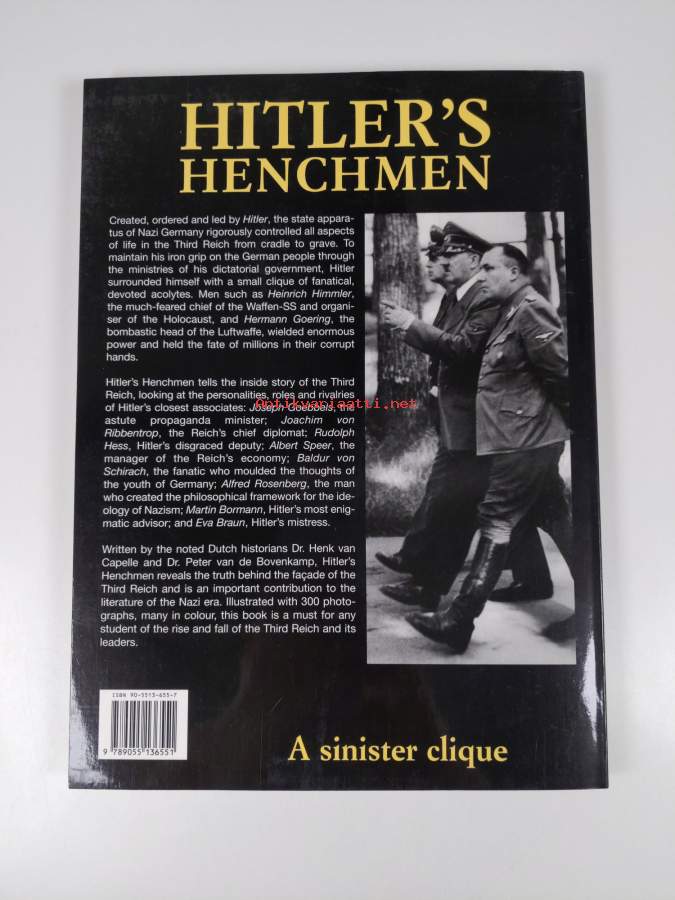 HITLER'S
HENCHMEN
Created, ordered and led by Hitler, the state appara-
tus of Nazi Germany rigorously controlled all aspects
of life in the Third Reich from cradle to grave. To
maintain his iron grip on the German people through
the ministries of his dictatorial government, Hitler
surrounded himself with a small clique of fanatical,
devoted acolytes. Men such as Heinrich Himmler,
the much-feared chief of the Waffen-SS and organi-
ser of the Holocaust, and Hermann Goering, the
bombastic head of the Luftwaffe, wielded enormous
power and held the fate of millions in their corrupt
hands.
Hitler's Henchmen tells the inside story of the Third
Reich, looking at the personalities, roles and rivalries
of Hitler's closest associates: Joseph Goebbels, the
Antikvariaatti.net
astute propaganda minister; Joachim von
Ribbentrop, the Reich's chief diplomat; Rudolph
Hess, Hitler's disgraced deputy; Albert Speer, the
manager of the Reich's economy; Baldur von
Schirach, the fanatic who moulded the thoughts of
the youth of Germany; Alfred Rosenberg, the man
who created the philosophical framework for the ide-
ology of Nazism; Martin Bormann, Hitler's most enig-
matic advisor; and Eva Braun, Hitler's mistress.
Written by the noted Dutch historians Dr. Henk van
Capelle and Dr. Peter van de Bovenkamp, Hitler's
Henchmen reveals the truth behind the façade of the
Third Reich and is an important contribution to the
literature of the Nazi era. Illustrated with 300 photo-
graphs, many in colour, this book is a must for any
student of the rise and fall of the Third Reich and its
leaders.
ISBN 90-5513-655-7
9 789055 136551
A sinister clique